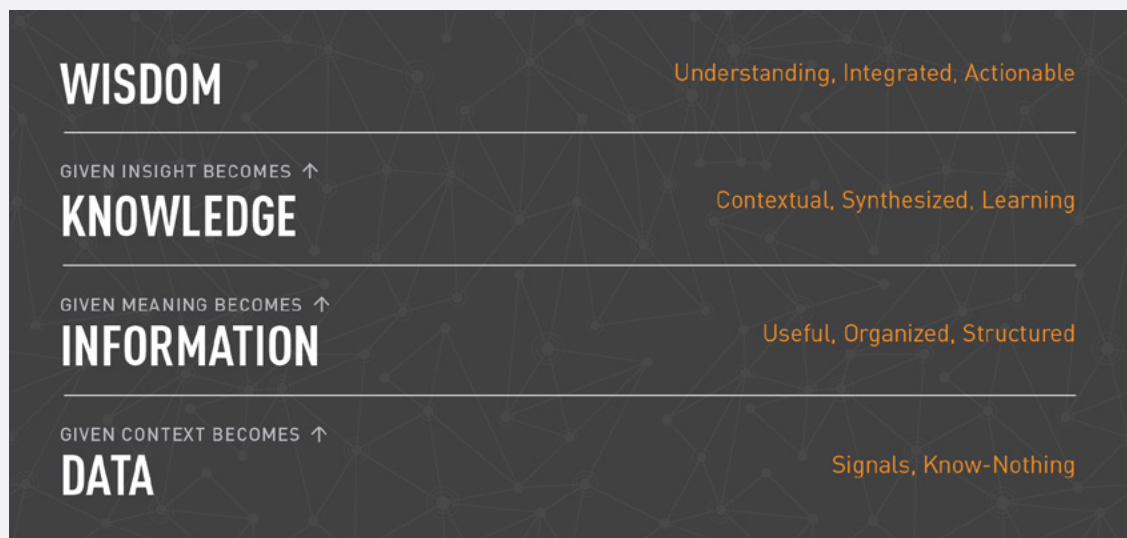 WISDOM
Understanding, Integrated, Actionable
GIVEN INSIGHT BECOMES ↑
KNOWLEDGE
Contextual, Synthesized, Learning
GIVEN MEANING BECOMES ↑
INFORMATION
Useful, Organized, Structured
GIVEN CONTEXT BECOMES ↑
DATA
Signals, Know-Nothing